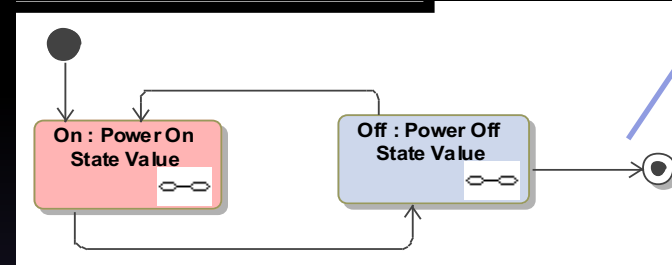 On : Power On
State Value
Off : Power Off
State Value